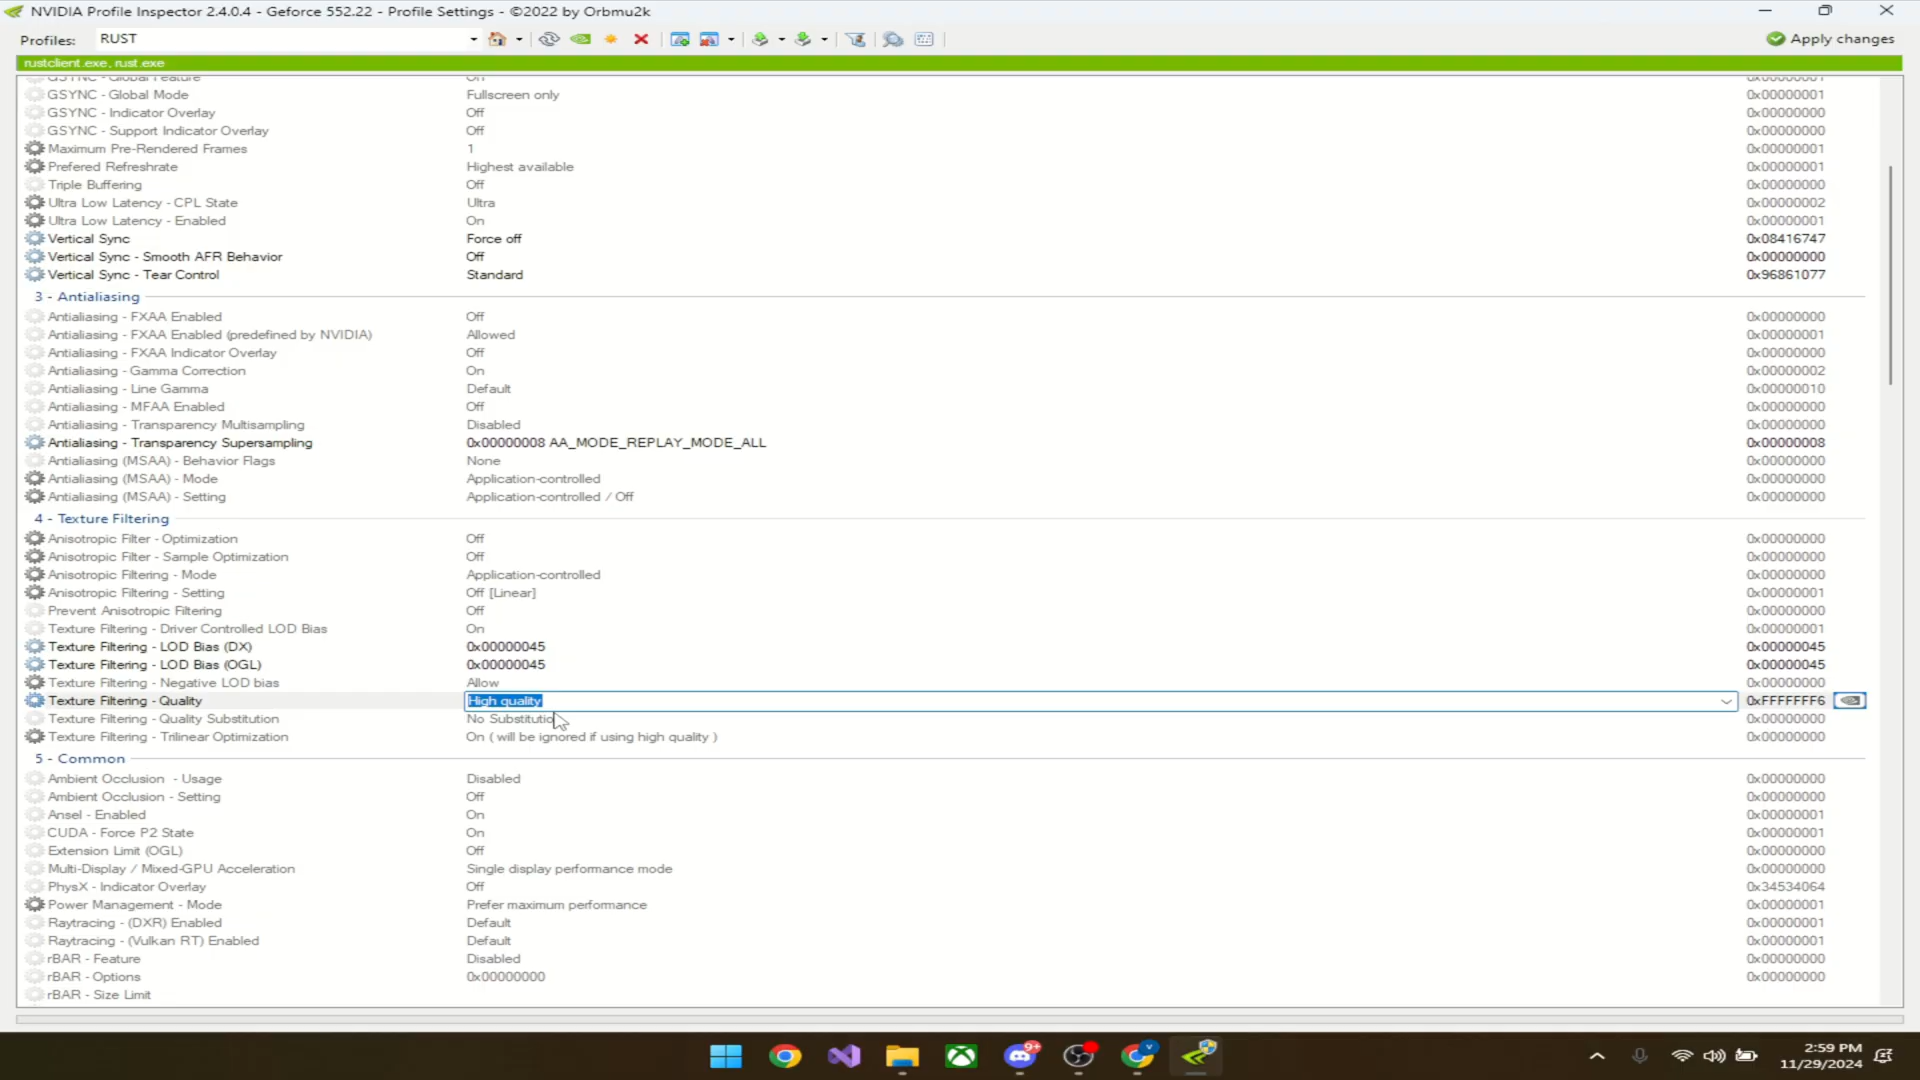 NVIDIA Profile Inspector 2.4.0.4 - Geforce 552.22 - Profile Settings - ©2022 by Orbmu2k
Profiles: RUST Apply changes
rustclient.exe, rust.exe
GSYNC - Global Feature On 0x00000001
GSYNC - Global Mode Fullscreen only 0x00000001
GSYNC - Indicator Overlay Off 0x00000000
GSYNC - Support Indicator Overlay Off 0x00000000
Maximum Pre-Rendered Frames 1 0x00000001
Prefered Refreshrate Highest available 0x00000001
Triple Buffering Off 0x00000000
Ultra Low Latency - CPL State Ultra 0x00000002
Ultra Low Latency - Enabled On 0x00000001
Vertical Sync Force off 0x08416747
Vertical Sync - Smooth AFR Behavior Off 0x00000000
Vertical Sync - Tear Control Standard 0x96861077
3 - Antialiasing
Antialiasing - FXAA Enabled Off 0x00000000
Antialiasing - FXAA Enabled (predefined by NVIDIA) Allowed 0x00000001
Antialiasing - FXAA Indicator Overlay Off 0x00000000
Antialiasing - Gamma Correction On 0x00000002
Antialiasing - Line Gamma Default 0x00000010
Antialiasing - MFAA Enabled Off 0x00000000
Antialiasing - Transparency Multisampling Disabled 0x00000000
Antialiasing - Transparency Supersampling 0x00000008 AA_MODE_REPLAY_MODE_ALL 0x00000008
Antialiasing (MSAA) - Behavior Flags None 0x00000000
Antialiasing (MSAA) - Mode Application-controlled 0x00000000
Antialiasing (MSAA) - Setting Application-controlled / Off 0x00000000
4 - Texture Filtering
Anisotropic Filter - Optimization Off 0x00000000
Anisotropic Filter - Sample Optimization Off 0x00000000
Anisotropic Filtering - Mode Application-controlled 0x00000000
Anisotropic Filtering - Setting Off [Linear] 0x00000001
Prevent Anisotropic Filtering Off 0x00000000
Texture Filtering - Driver Controlled LOD Bias On 0x00000001
Texture Filtering - LOD Bias (DX) 0x00000045 0x00000045
Texture Filtering - LOD Bias (OGL) 0x00000045 0x00000045
Texture Filtering - Negative LOD bias Allow 0x00000000
Texture Filtering - Quality High quality 0xFFFFFFF6
Texture Filtering - Quality Substitution No Substitutio 0x00000000
Texture Filtering - Trilinear Optimization On ( will be ignored if using high quality ) 0x00000000
5 - Common
Ambient Occlusion - Usage Disabled 0x00000000
Ambient Occlusion - Setting Off 0x00000000
Ansel - Enabled On 0x00000001
CUDA - Force P2 State On 0x00000001
Extension Limit (OGL) Off 0x00000000
Multi-Display / Mixed-GPU Acceleration Single display performance mode 0x00000000
PhysX - Indicator Overlay Off 0x34534064
Power Management - Mode Prefer maximum performance 0x00000001
Raytracing - (DXR) Enabled Default 0x00000001
Raytracing - (Vulkan RT) Enabled Default 0x00000001
rBAR - Feature Disabled 0x00000000
rBAR - Options 0x00000000 0x00000000
rBAR - Size Limit
9+
2:59 PM
11/29/2024